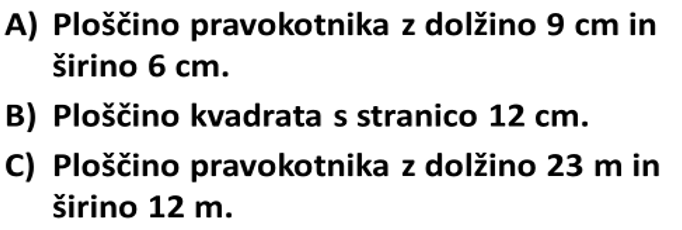 A) Ploščino pravokotnika z dolžino 9 cm in
širino 6 cm.
B) Ploščino kvadrata s stranico 12 cm.
C) Ploščino pravokotnika z dolžino 23 m in
širino 12 m.